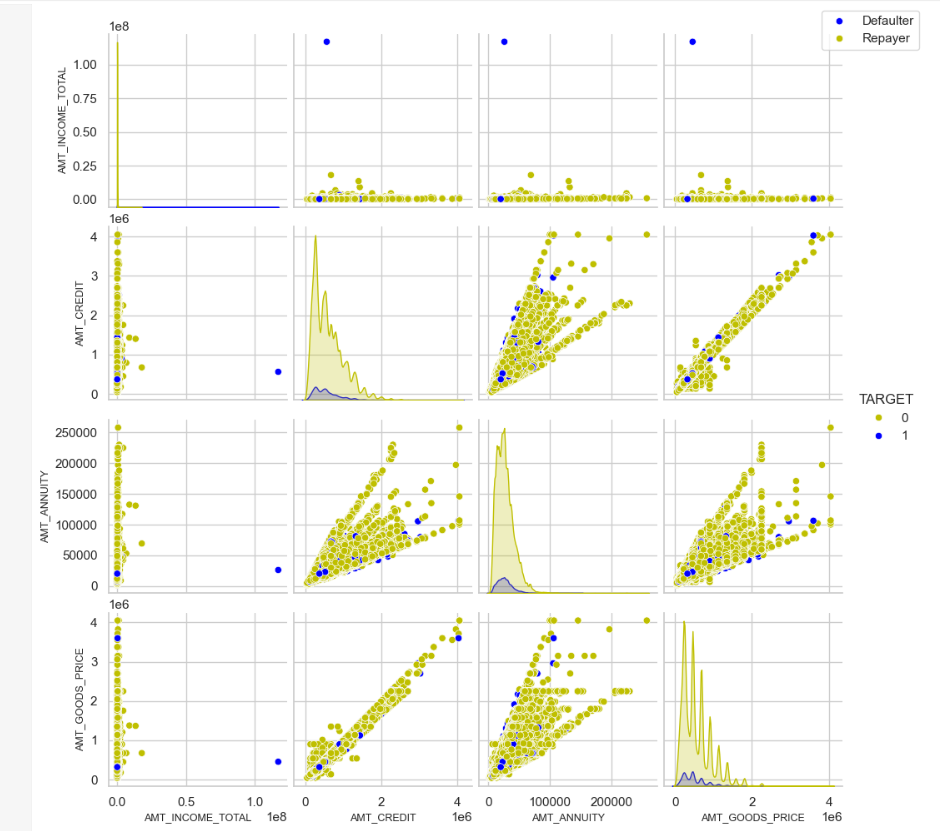 1e8
Defaulter
Repayer
AMT_INCOME_TOTAL
1.00
0.75
0.50
0.25
0.00
1e6
AMT_CREDIT
4
3
2
1
0
TARGET
0
1
AMT_ANNUITY
250000
200000
150000
100000
50000
0
1e6
AMT_GOODS_PRICE
4
3
2
1
0
0.0 0.5 1.0 0 2 4 0 100000 200000 0 2 4
AMT_INCOME_TOTAL 1e8 AMT_CREDIT 1e6 AMT_ANNUITY AMT_GOODS_PRICE 1e6